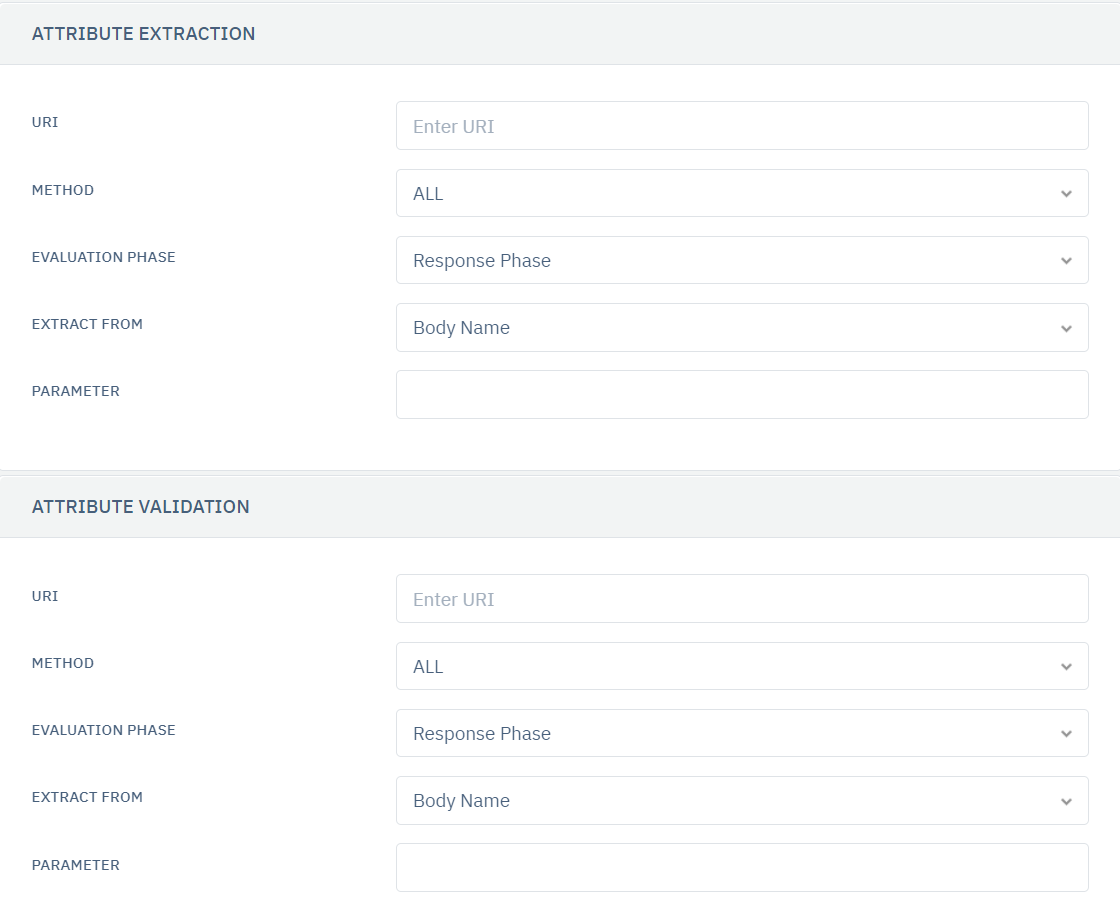 ATTRIBUTE EXTRACTION
URI
Enter URI
METHOD
ALL
EVALUATION PHASE
Response Phase
EXTRACT FROM
Body Name
PARAMETER
ATTRIBUTE VALIDATION
URI
Enter URI
METHOD
ALL
EVALUATION PHASE
Response Phase
EXTRACT FROM
Body Name
PARAMETER